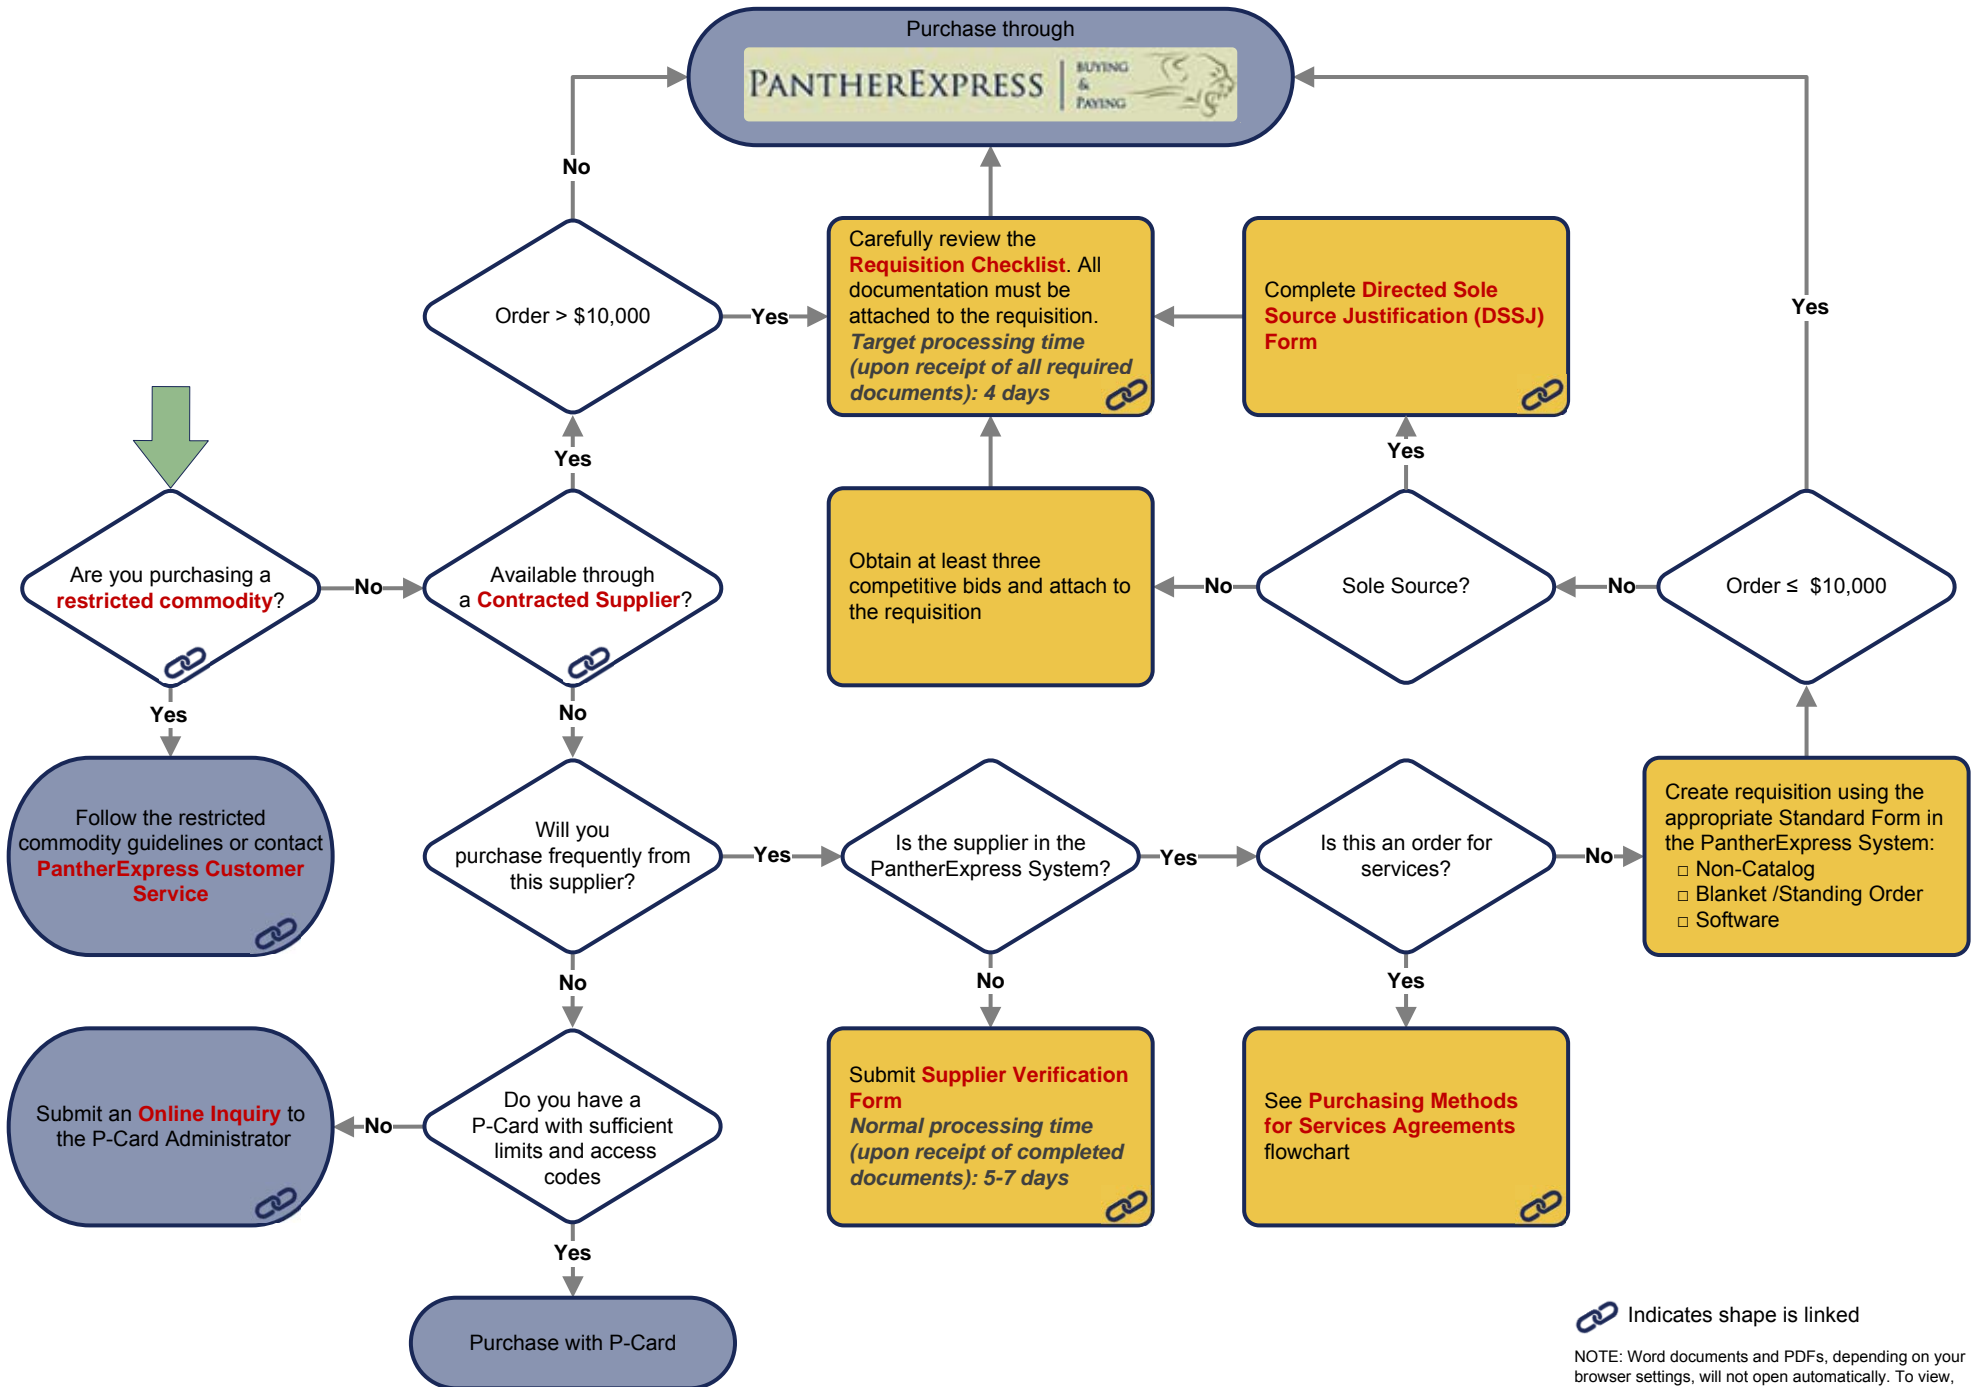 Purchase through
PANTHEREXPRESS
BUYING
&
PAYING
No
Order > $10,000
Yes
Carefully review the
Requisition Checklist. All
documentation must be
attached to the requisition.
Target processing time
(upon receipt of all required
documents): 4 days
Complete Directed Sole
Source Justification (DSSJ)
Form
Yes
Yes
Yes
Are you purchasing a
restricted commodity?
No
Available through
a Contracted Supplier?
Obtain at least three
competitive bids and attach to
the requisition
No
Sole Source?
No
Order ≤ $10,000
Yes
No
Follow the restricted
commodity guidelines or contact
PantherExpress Customer
Service
Will you
purchase frequently from
this supplier?
Yes
Is the supplier in the
PantherExpress System?
Yes
Is this an order for
services?
No
Create requisition using the
appropriate Standard Form in
the PantherExpress System:
□ Non-Catalog
□ Blanket /Standing Order
□ Software
No
No
Yes
Submit an Online Inquiry to
the P-Card Administrator
No
Do you have a
P-Card with sufficient
limits and access
codes
Submit Supplier Verification
Form
Normal processing time
(upon receipt of completed
documents): 5-7 days
See Purchasing Methods
for Services Agreements
flowchart
Yes
Purchase with P-Card
Indicates shape is linked
NOTE: Word documents and PDFs, depending on your
browser settings, will not open automatically. To view,